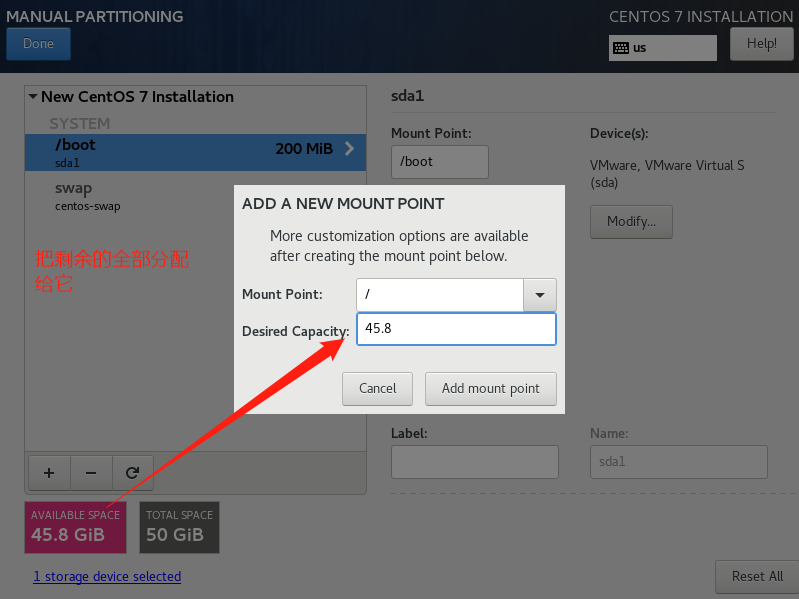 MANUAL PARTITIONING
CENTOS 7 INSTALLATION
Done
us
Help!
New CentOS 7 Installation
SYSTEM
/boot
200 MiB
sda1
swap
centos-swap
把剩余的全部分配
给它
sda1
Mount Point:
/boot
Device(s):
VMware, VMware Virtual S
(sda)
Modify...
ADD A NEW MOUNT POINT
More customization options are available
after creating the mount point below.
Mount Point:
/
Desired Capacity:
45.8
Cancel
Add mount point
Label:
Name:
sda1
AVAILABLE SPACE
45.8 GiB
TOTAL SPACE
50 GiB
1 storage device selected
Reset All